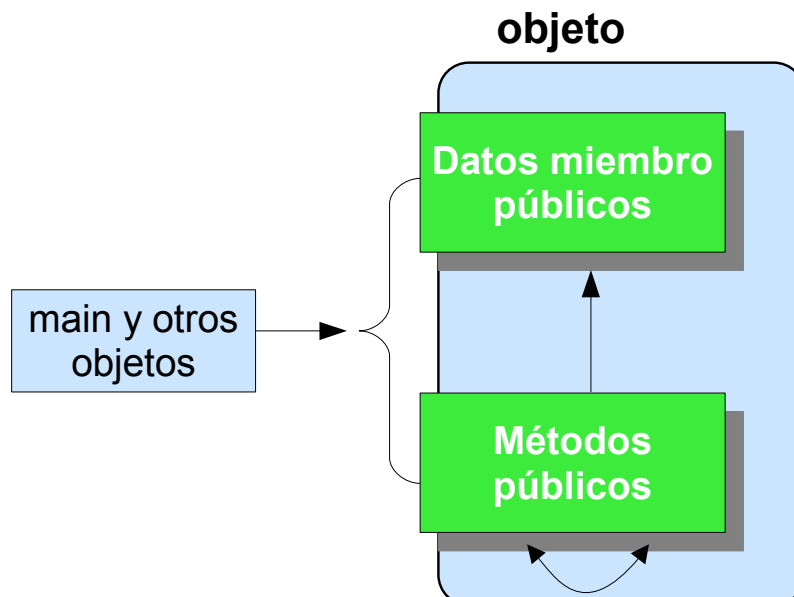 objeto
Datos miembro
públicos
main y otros
objetos
Métodos
públicos